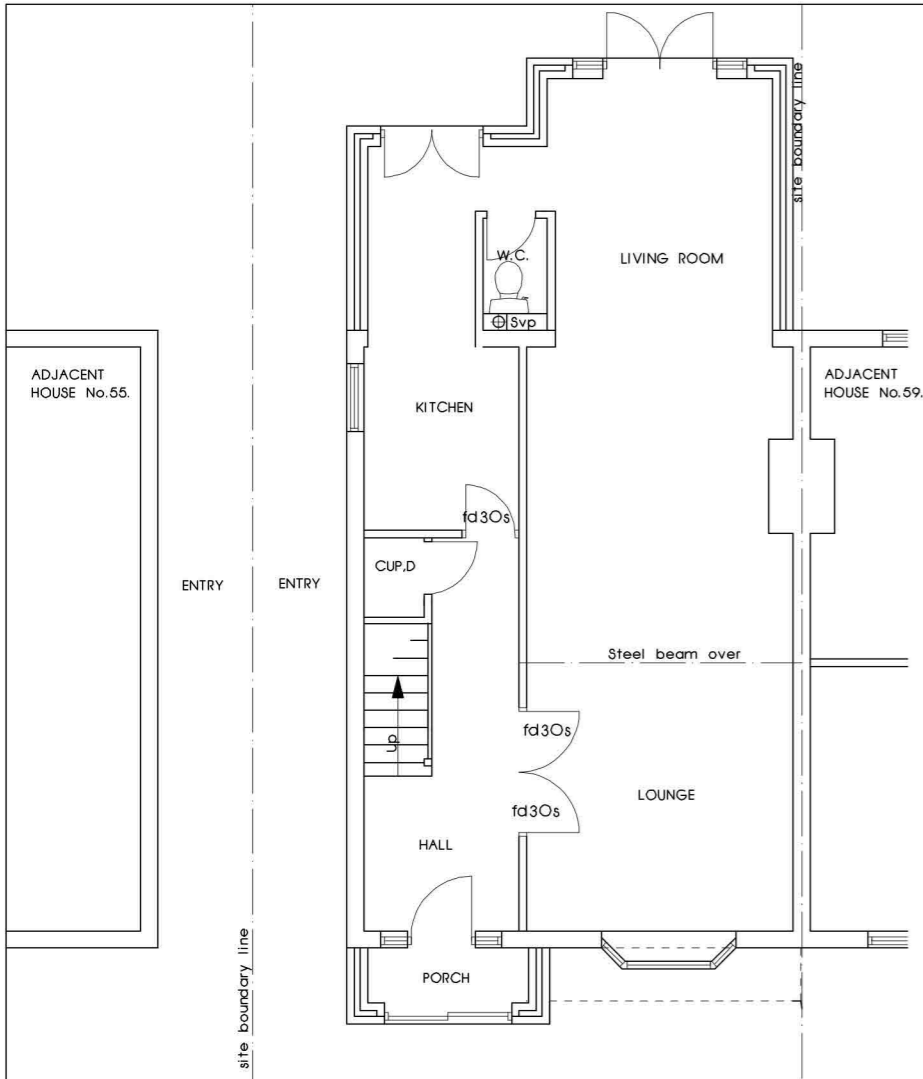 site boundary line
W.C.
LIVING ROOM
Svp
ADJACENT
HOUSE No.55.
ADJACENT
HOUSE No.59.
KITCHEN
fd30s
CUP,D
ENTRY
ENTRY
Steel beam over
up
fd30s
LOUNGE
fd30s
HALL
PORCH
site boundary line